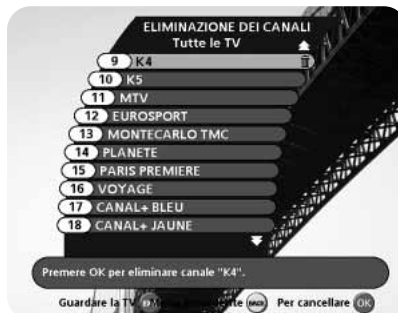 ELIMINAZIONE DEI CANALI
Tutte le TV
9 K4
10 K5
11 MTV
12 EUROSPORT
13 MONTECARLO TMC
14 PLANETE
15 PARIS PREMIERE
16 VOYAGE
17 CANAL+ BLEU
18 CANAL+ JAUNE
Premere OK per eliminare canale "K4".
Guardare la TV Menu BACK Per cancellare OK